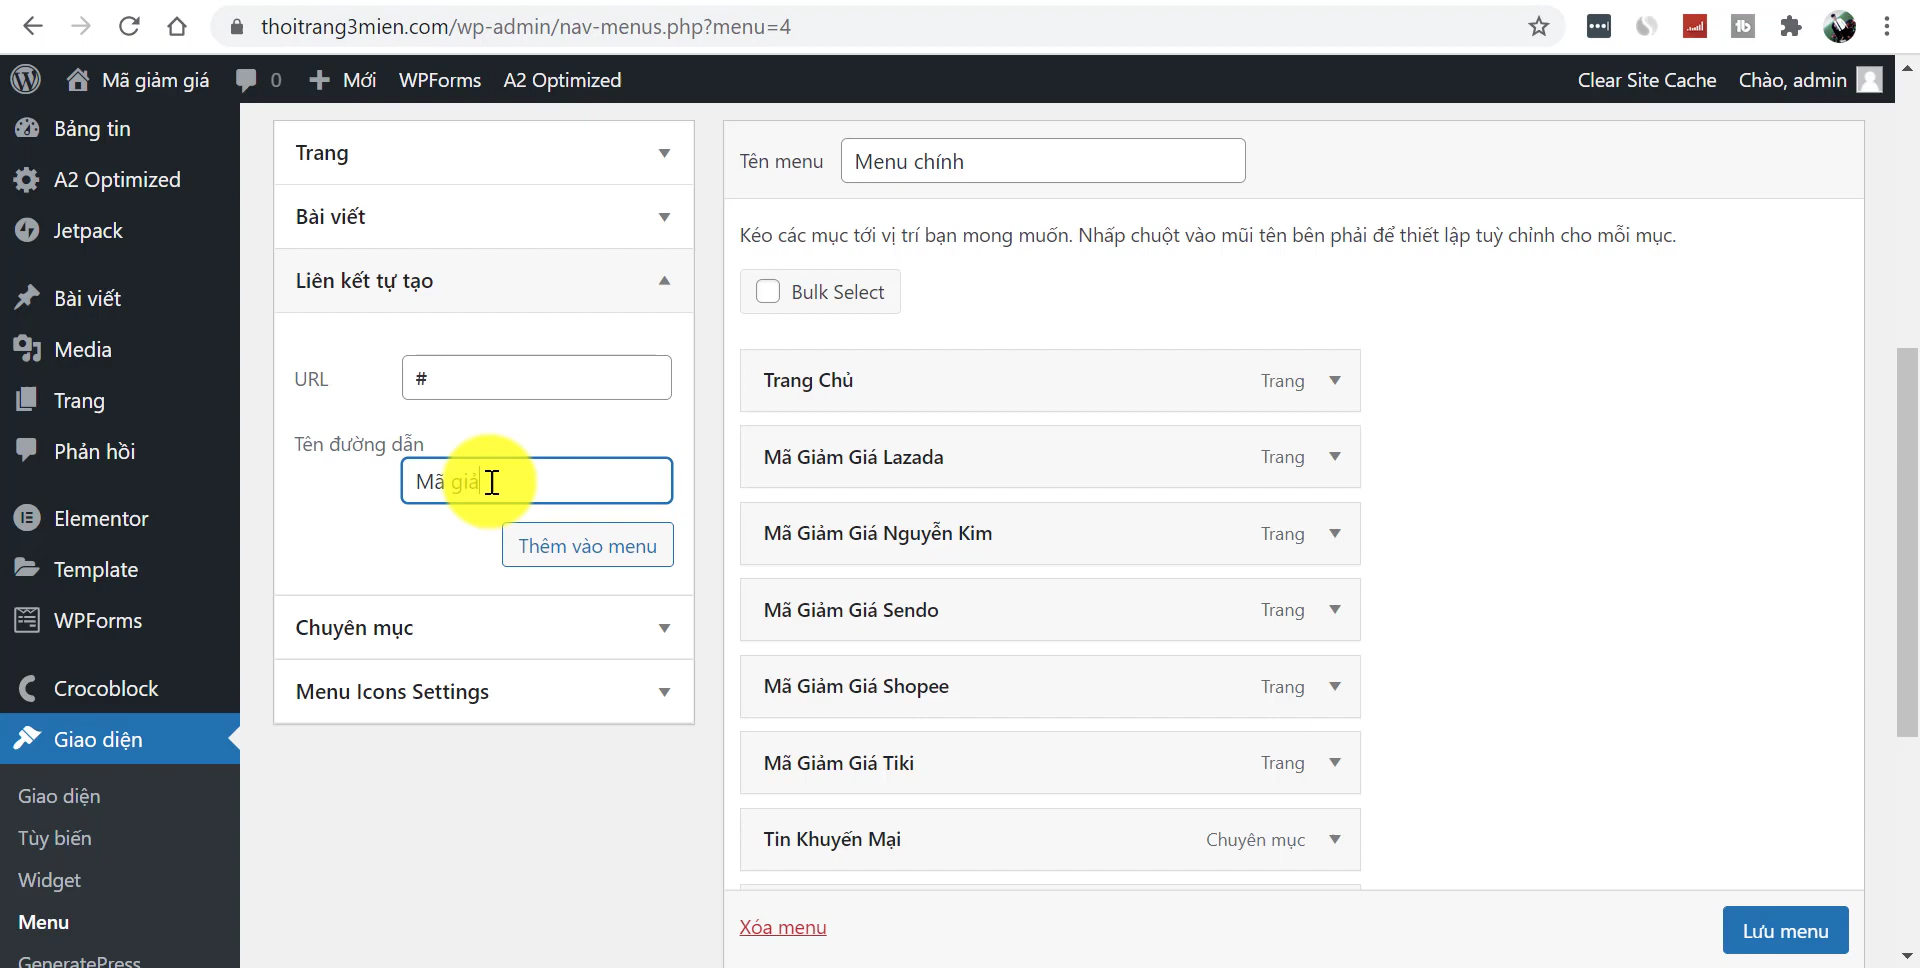 thoitrang3mien.com/wp-admin/nav-menus.php?menu=4
Mã giảm giá
0
Mới
WPForms
A2 Optimized
Clear Site Cache
Chào, admin
Bảng tin
A2 Optimized
Jetpack
Bài viết
Media
Trang
Phản hồi
Elementor
Template
WPForms
Crocoblock
Giao diện
Giao diện
Tùy biến
Widget
Menu
GeneratePress
Trang
Bài viết
Liên kết tự tạo
URL
#
Tên đường dẫn
Mã giả
Thêm vào menu
Chuyên mục
Menu Icons Settings
Tên menu
Menu chính
Kéo các mục tới vị trí bạn mong muốn. Nhấp chuột vào mũi tên bên phải để thiết lập tuỳ chỉnh cho mỗi mục.
Bulk Select
Trang Chủ Trang
Mã Giảm Giá Lazada Trang
Mã Giảm Giá Nguyễn Kim Trang
Mã Giảm Giá Sendo Trang
Mã Giảm Giá Shopee Trang
Mã Giảm Giá Tiki Trang
Tin Khuyến Mại Chuyên mục
Xóa menu
Lưu menu